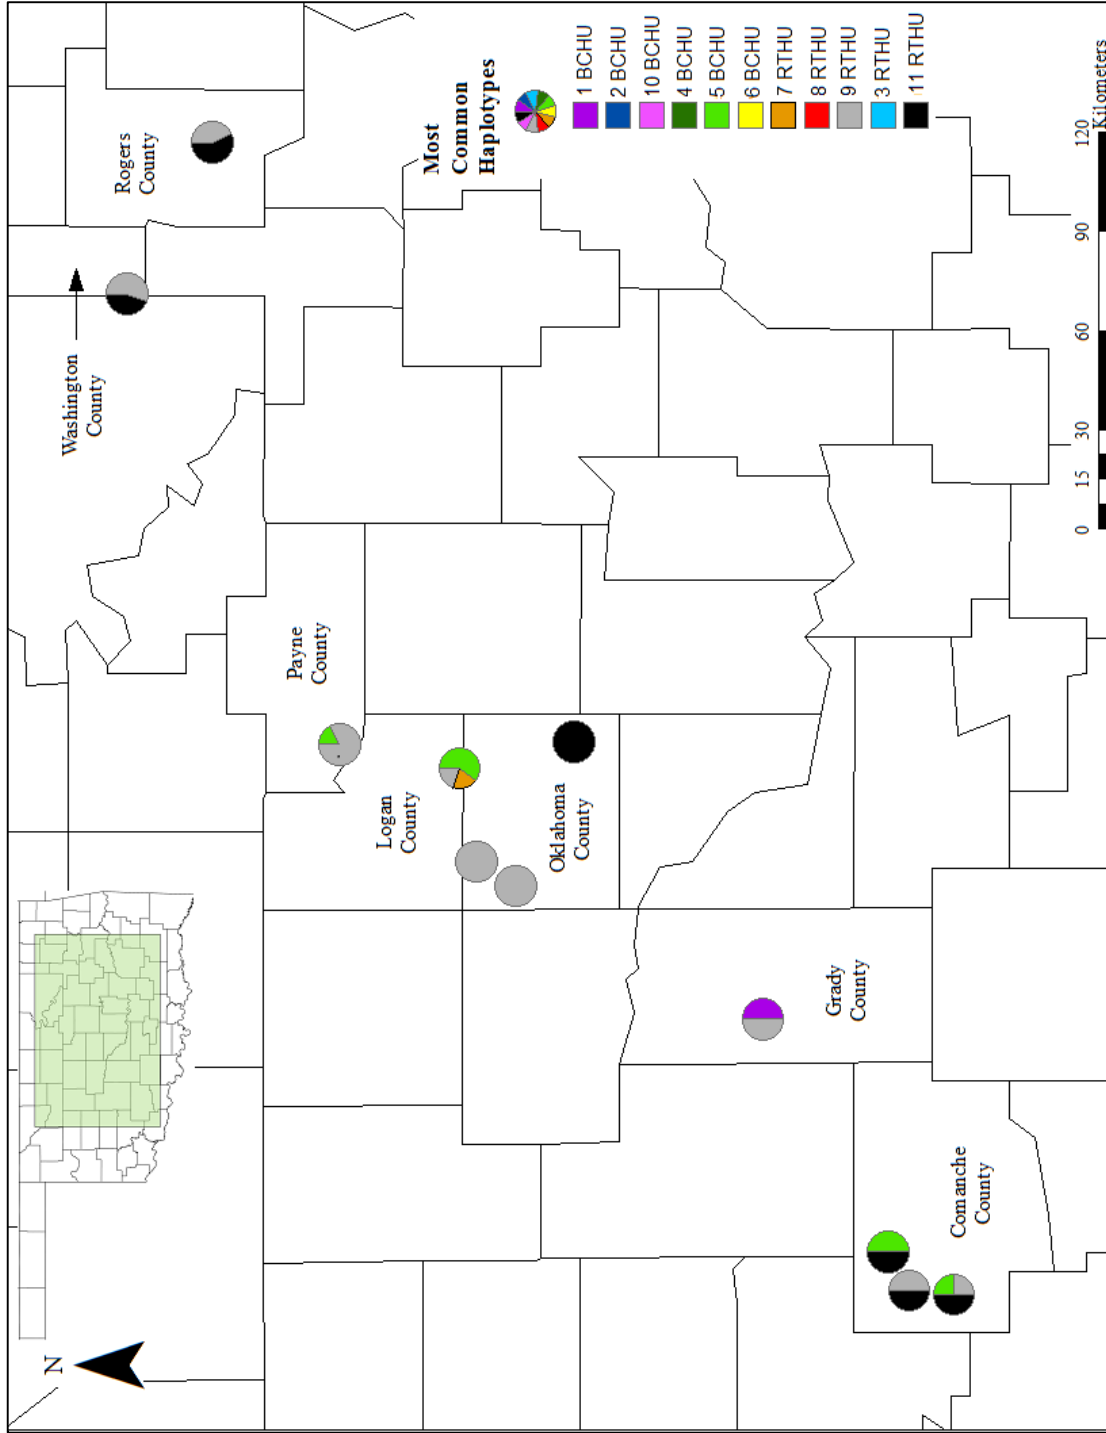 N
Washington
County
Rogers
County
Payne
County
Logan
County
Oklahoma
County
Grady
County
Comanche
County
Most
Common
Haplotypes
1 BCHU
2 BCHU
10 BCHU
4 BCHU
5 BCHU
6 BCHU
7 RTHU
8 RTHU
9 RTHU
3 RTHU
11 RTHU
0 15 30 60 90 120
Kilometers